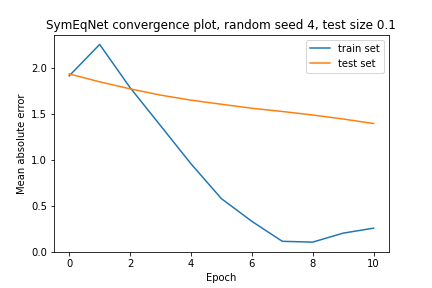 SymEqNet convergence plot, random seed 4, test size 0.1
train set
test set
Mean absolute error
2.0
1.5
1.0
0.5
0.0
0 2 4 6 8 10
Epoch